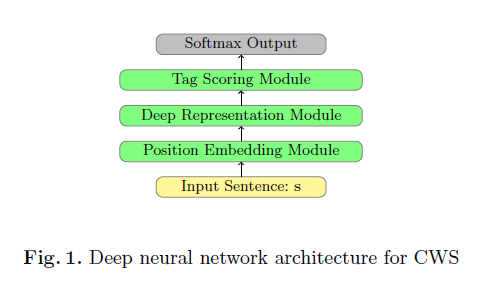 Softmax Output
Tag Scoring Module
Deep Representation Module
Position Embedding Module
Input Sentence: s
Fig. 1. Deep neural network architecture for CWS